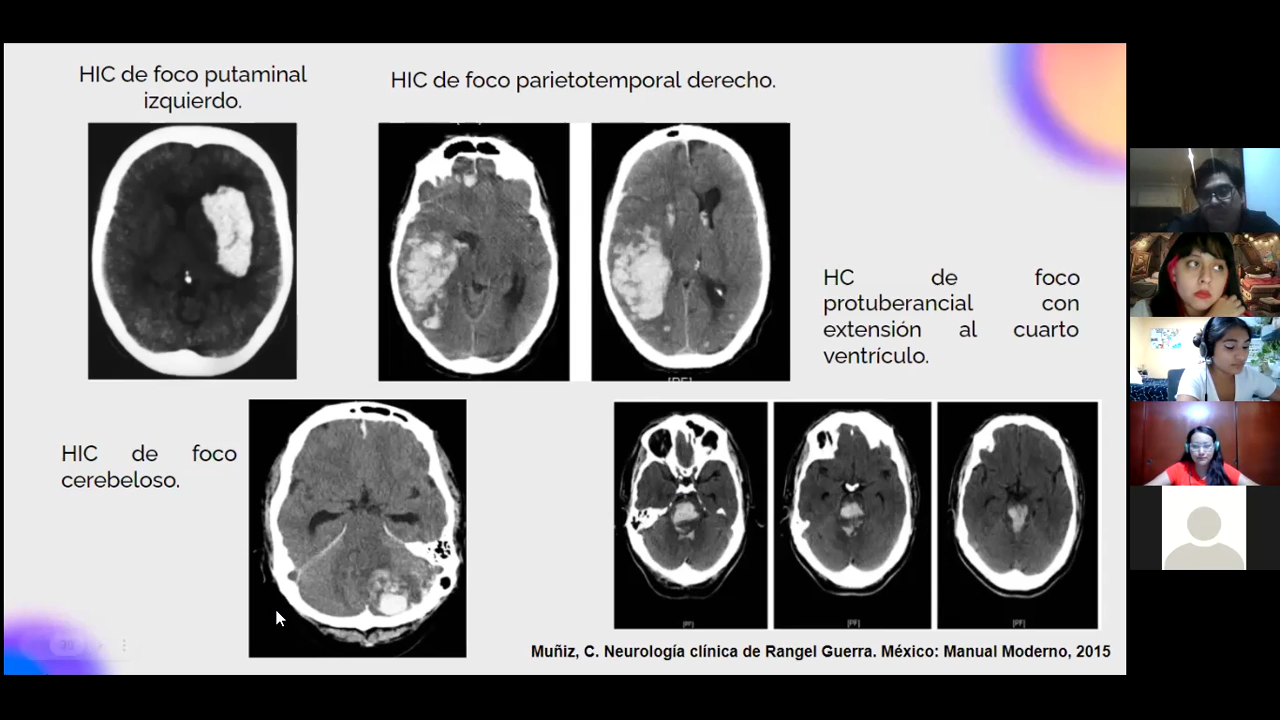 HIC de foco putaminal
izquierdo.
HIC de foco parietotemporal derecho.
HC de foco
protuberancial con
extensión al cuarto
ventrículo.
HIC de foco
cerebeloso.
Muñiz, C. Neurología clínica de Rangel Guerra. México: Manual Moderno, 2015